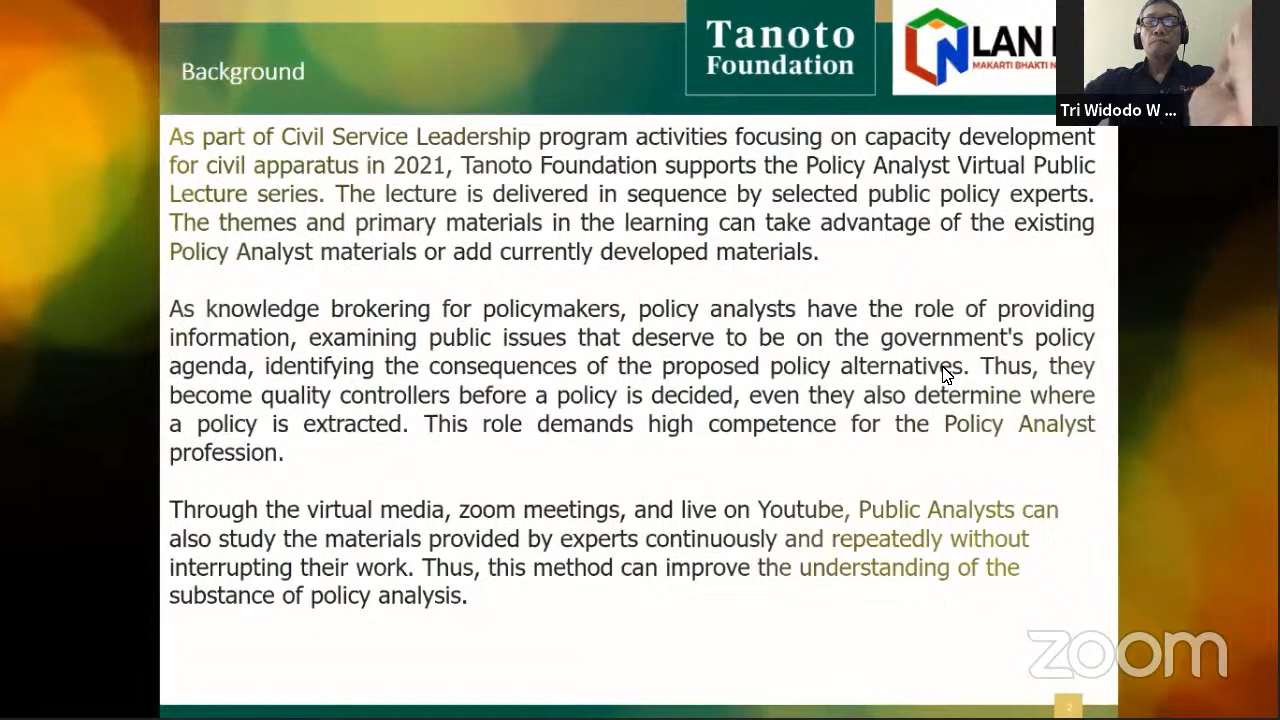 Background
Tanoto
Foundation
LAN
MAKARTI BHAKTI N
Tri Widodo W ...
As part of Civil Service Leadership program activities focusing on capacity development
for civil apparatus in 2021, Tanoto Foundation supports the Policy Analyst Virtual Public
Lecture series. The lecture is delivered in sequence by selected public policy experts.
The themes and primary materials in the learning can take advantage of the existing
Policy Analyst materials or add currently developed materials.
As knowledge brokering for policymakers, policy analysts have the role of providing
information, examining public issues that deserve to be on the government's policy
agenda, identifying the consequences of the proposed policy alternatives. Thus, they
become quality controllers before a policy is decided, even they also determine where
a policy is extracted. This role demands high competence for the Policy Analyst
profession.
Through the virtual media, zoom meetings, and live on Youtube, Public Analysts can
also study the materials provided by experts continuously and repeatedly without
interrupting their work. Thus, this method can improve the understanding of the
substance of policy analysis.
zoom
2